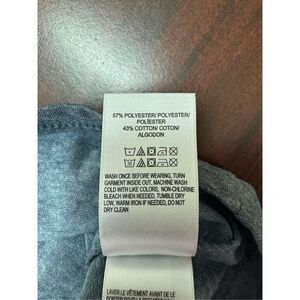 57% POLYESTER/ POLYESTER/
POLIÉSTER
43% COTTON/ COTON/
ALGODON
WASH ONCE BEFORE WEARING, TURN
GARMENT INSIDE OUT, MACHINE WASH
COLD WITH LIKE COLORS, NON-CHLORINE
BLEACH WHEN NEEDED, TUMBLE DRY
LOW, WARM IRON IF NEEDED, DO NOT
DRY CLEAN
LAVER LE VÊTEMENT AVANT DE LE